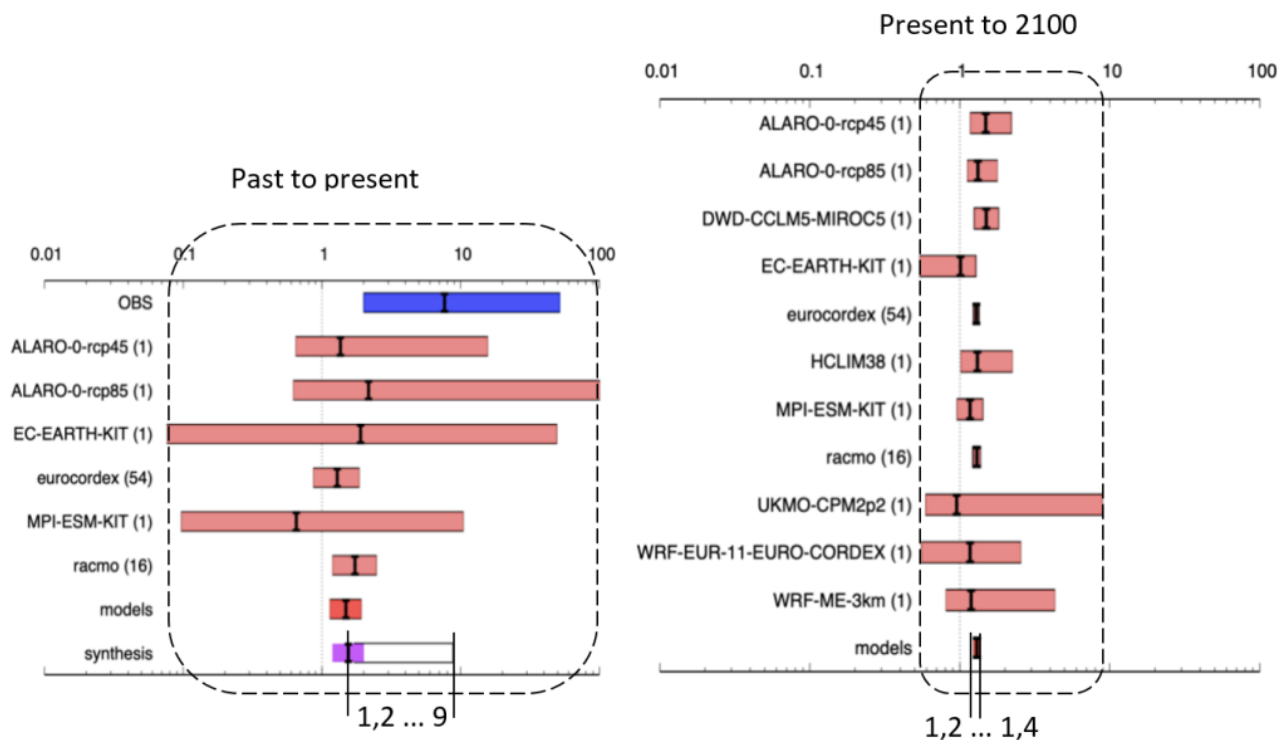 Past to present
0.01 0.1 1 10 100
OBS
ALARO-0-rcp45 (1)
ALARO-0-rcp85 (1)
EC-EARTH-KIT (1)
eurocordex (54)
MPI-ESM-KIT (1)
racmo (16)
models
synthesis
1,2 ... 9
Present to 2100
0.01 0.1 1 10 100
ALARO-0-rcp45 (1)
ALARO-0-rcp85 (1)
DWD-CCLM5-MIROC5 (1)
EC-EARTH-KIT (1)
eurocordex (54)
HCLIM38 (1)
MPI-ESM-KIT (1)
racmo (16)
UKMO-CPM2p2 (1)
WRF-EUR-11-EURO-CORDEX (1)
WRF-ME-3km (1)
models
1,2 ... 1,4